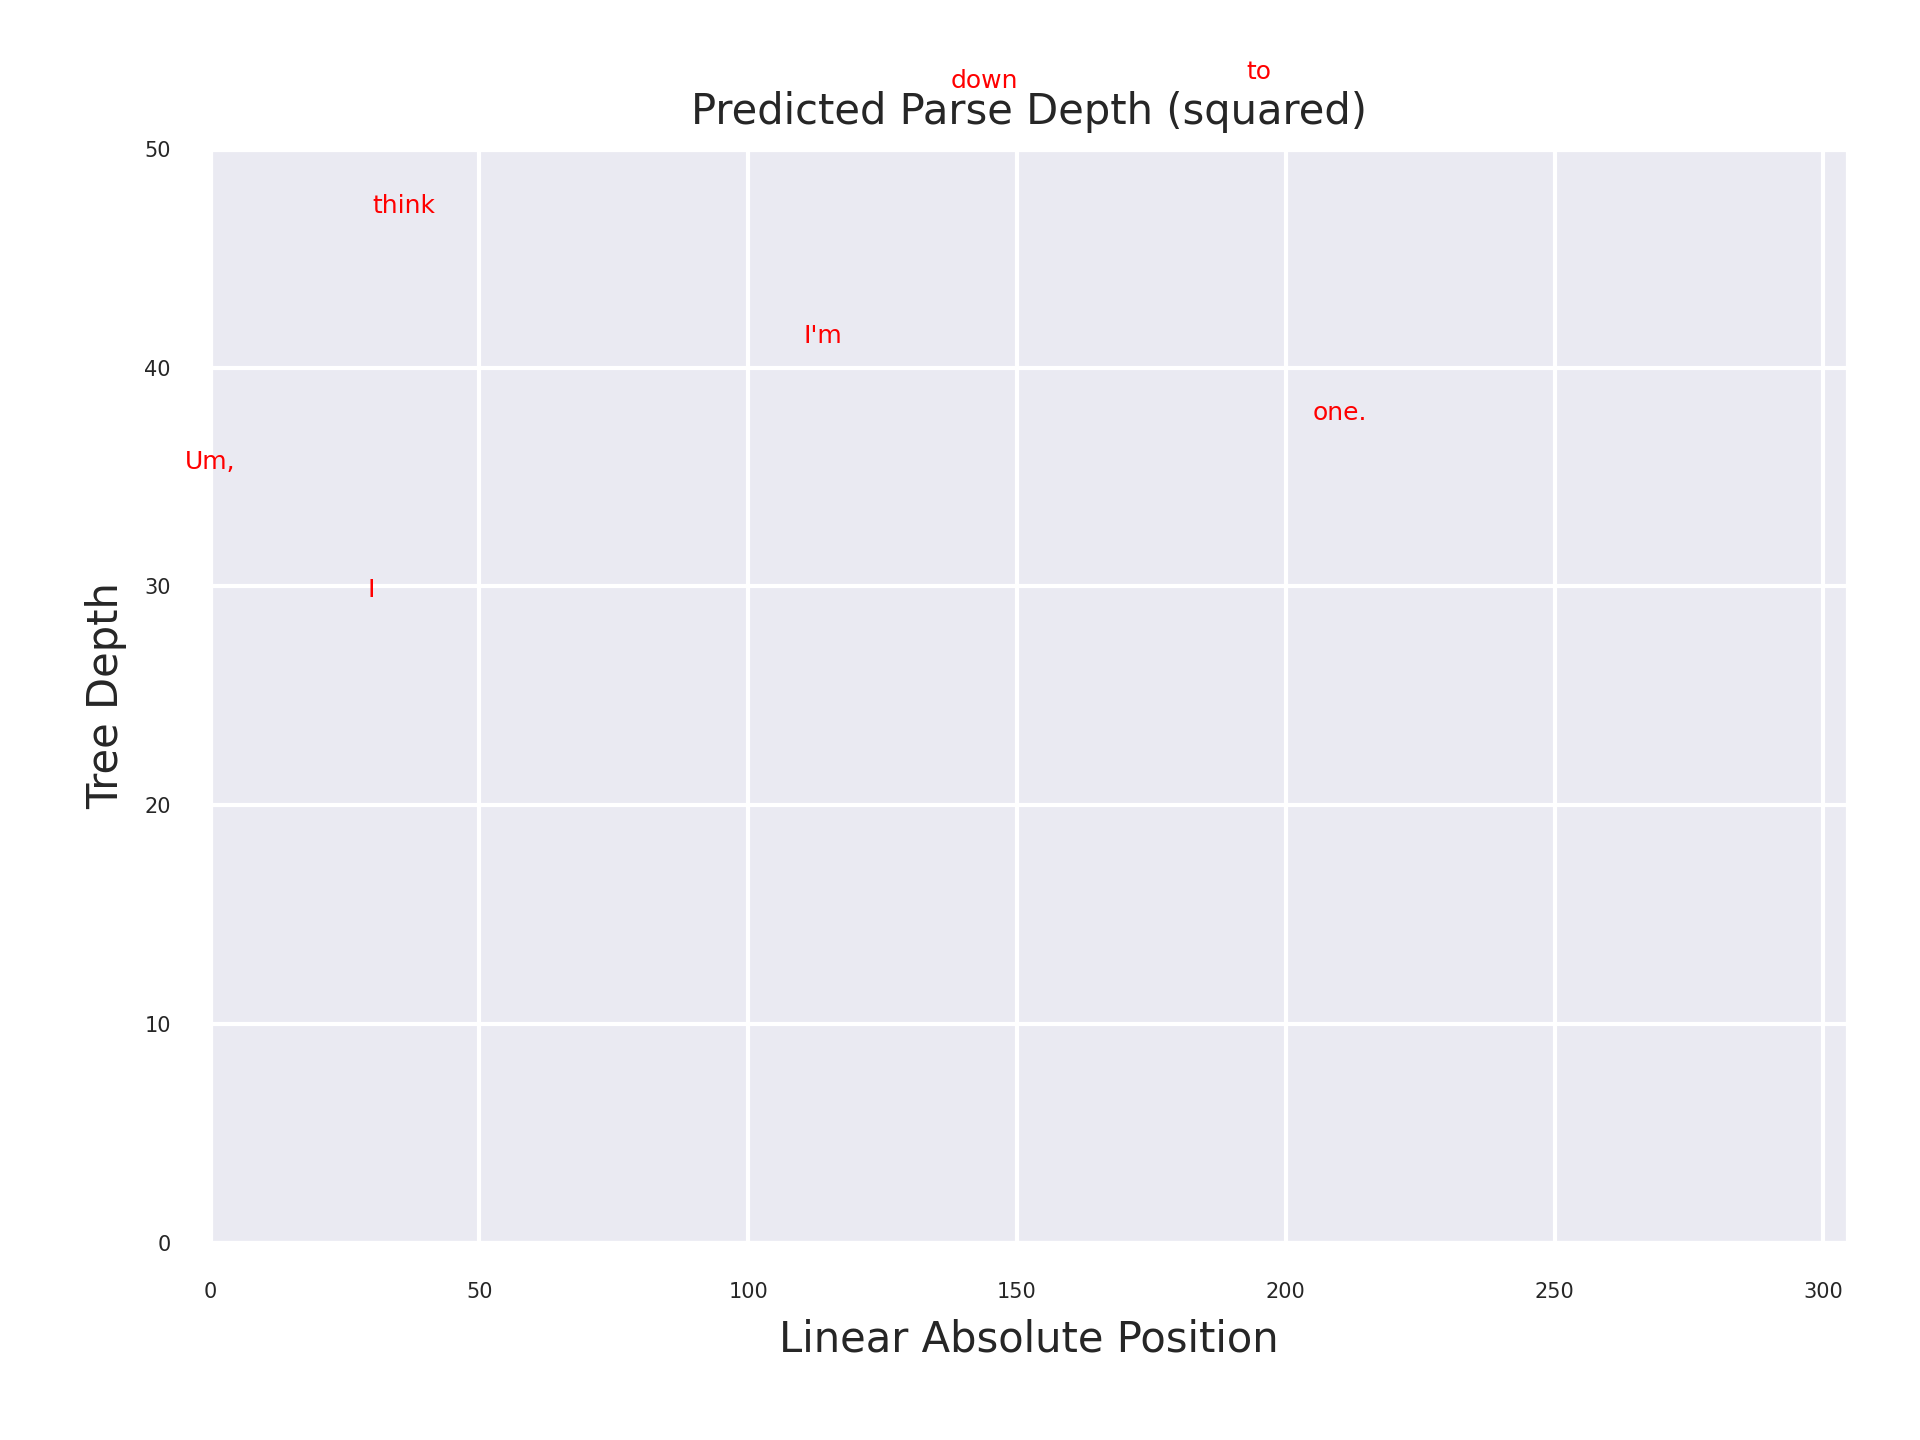 to
down
Predicted Parse Depth (squared)
50
think
I'm
40
one.
Um,
30
I
Tree Depth
20
10
0
0 50 100 150 200 250 300
Linear Absolute Position